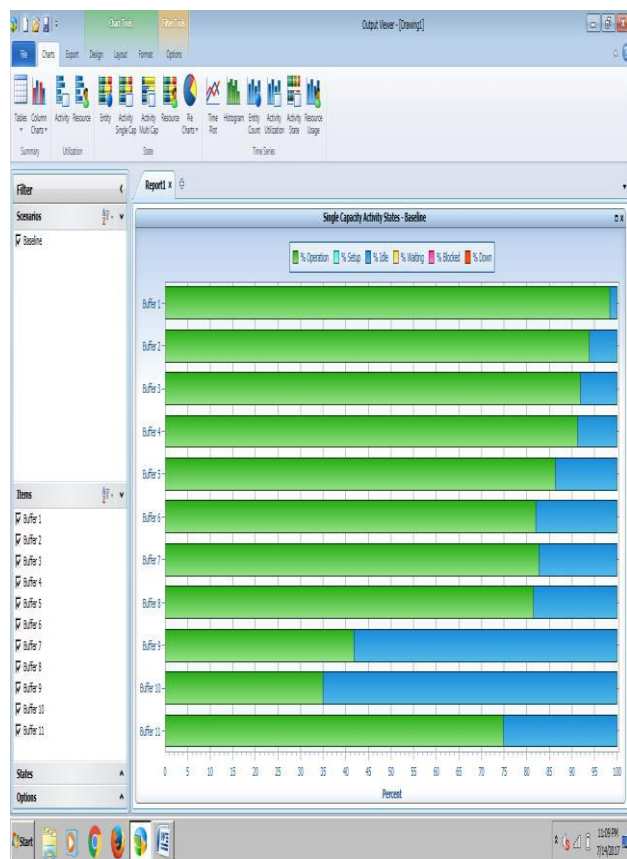 Chart Tools
Filter Tools
Output Viewer - [Drawing1]
File Charts Export Design Layout Format Options
Tables Column Charts Activity Resource Entity Activity Single Cap Activity Multi Cap Resource Pie Charts Time Plot Histogram Entity Count Activity Utilization Activity State Resource Usage
Summary Utilization State Time Series
Filter
Report1 x
Scenarios
Baseline
Single Capacity Activity States - Baseline
% Operation % Setup % Idle % Waiting % Blocked % Down
Buffer 1
Buffer 2
Buffer 3
Buffer 4
Buffer 5
Buffer 6
Buffer 7
Buffer 8
Buffer 9
Buffer 10
Buffer 11
0 5 10 15 20 25 30 35 40 45 50 55 60 65 70 75 80 85 90 95 100
Percent
Items
Buffer 1
Buffer 2
Buffer 3
Buffer 4
Buffer 5
Buffer 6
Buffer 7
Buffer 8
Buffer 9
Buffer 10
Buffer 11
States
Options
Start
11:09 PM
7/14/2017